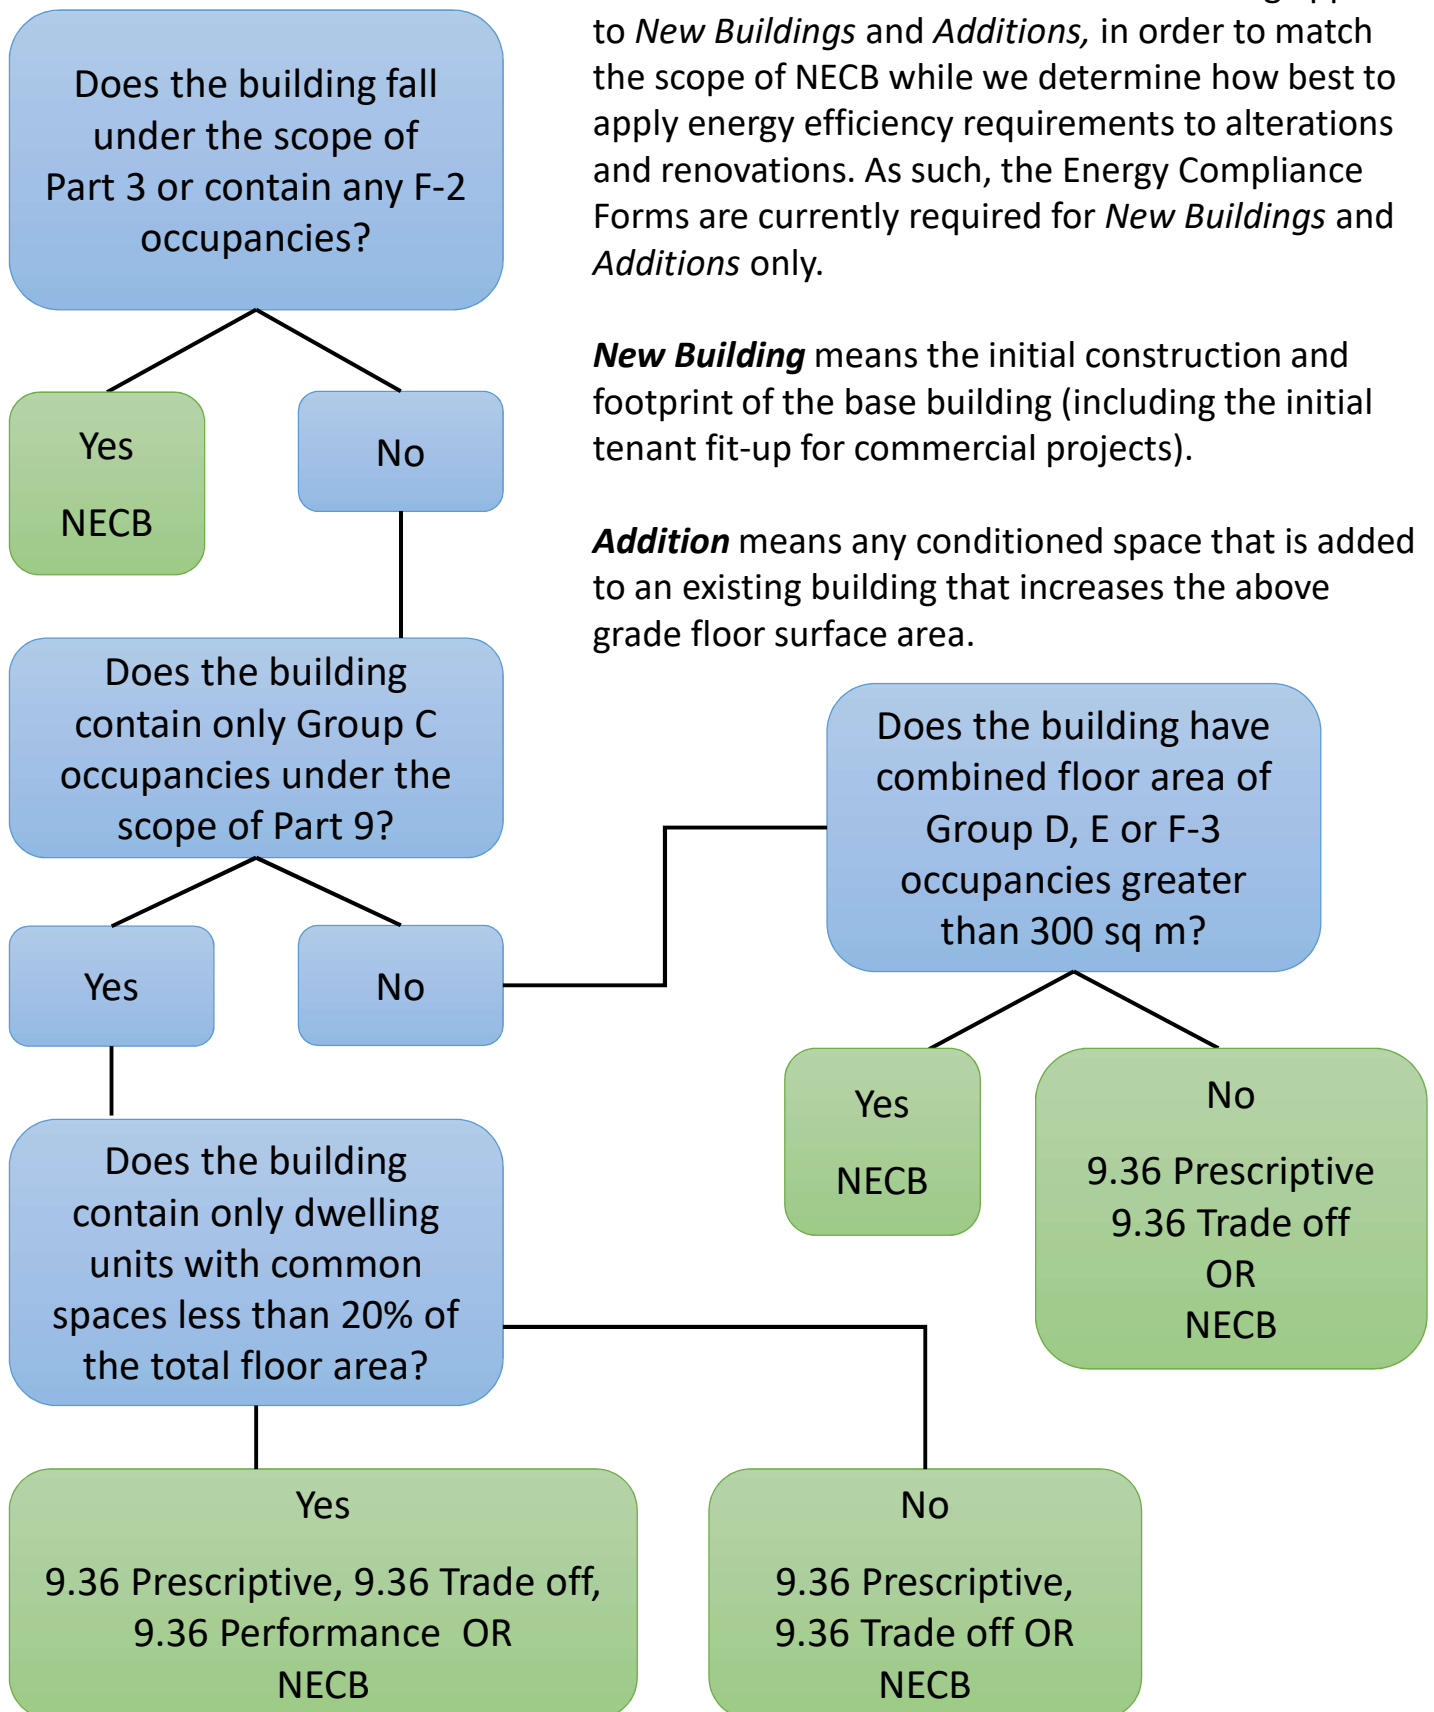 to New Buildings and Additions, in order to match
the scope of NECB while we determine how best to
apply energy efficiency requirements to alterations
and renovations. As such, the Energy Compliance
Forms are currently required for New Buildings and
Additions only.
New Building means the initial construction and
footprint of the base building (including the initial
tenant fit-up for commercial projects).
Addition means any conditioned space that is added
to an existing building that increases the above
grade floor surface area.
Does the building fall
under the scope of
Part 3 or contain any F-2
occupancies?
Yes
NECB
No
Does the building
contain only Group C
occupancies under the
scope of Part 9?
Yes
No
Does the building have
combined floor area of
Group D, E or F-3
occupancies greater
than 300 sq m?
Yes
NECB
No
9.36 Prescriptive
9.36 Trade off
OR
NECB
Does the building
contain only dwelling
units with common
spaces less than 20% of
the total floor area?
Yes
9.36 Prescriptive, 9.36 Trade off,
9.36 Performance OR
NECB
No
9.36 Prescriptive,
9.36 Trade off OR
NECB